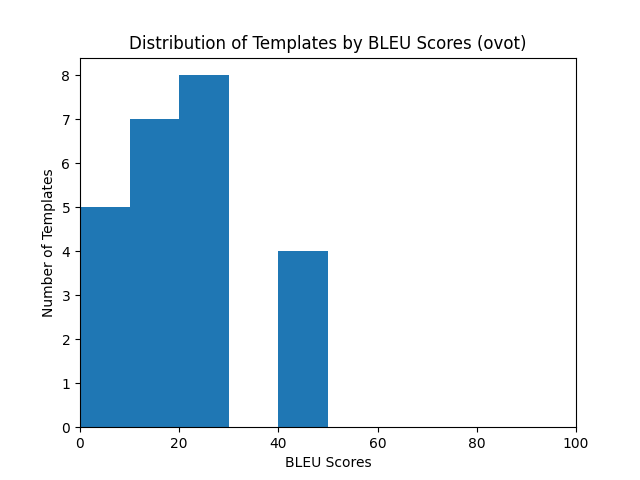 Distribution of Templates by BLEU Scores (ovot)
Number of Templates
8
7
6
5
4
3
2
1
0
0 20 40 60 80 100
BLEU Scores